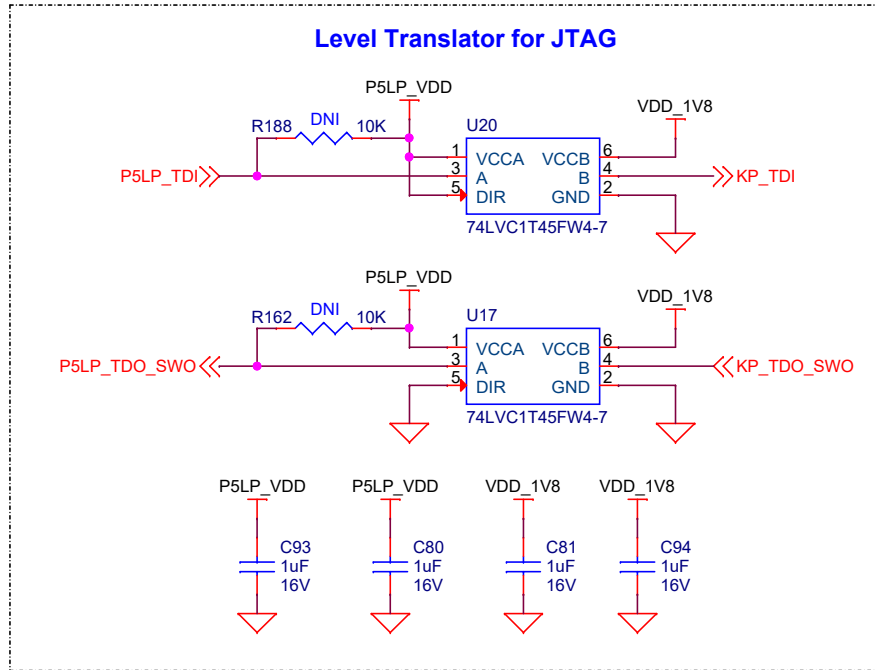 Level Translator for JTAG
P5LP_VDD
VDD_1V8
R188
DNI
10K
U20
P5LP_TDI
1
3
5
VCCA
A
DIR
VCCB
B
GND
6
4
2
KP_TDI
74LVC1T45FW4-7
P5LP_VDD
VDD_1V8
R162
DNI
10K
U17
P5LP_TDO_SWO
1
3
5
VCCA
A
DIR
VCCB
B
GND
6
4
2
KP_TDO_SWO
74LVC1T45FW4-7
P5LP_VDD
P5LP_VDD
VDD_1V8
VDD_1V8
C93
1uF
16V
C80
1uF
16V
C81
1uF
16V
C94
1uF
16V